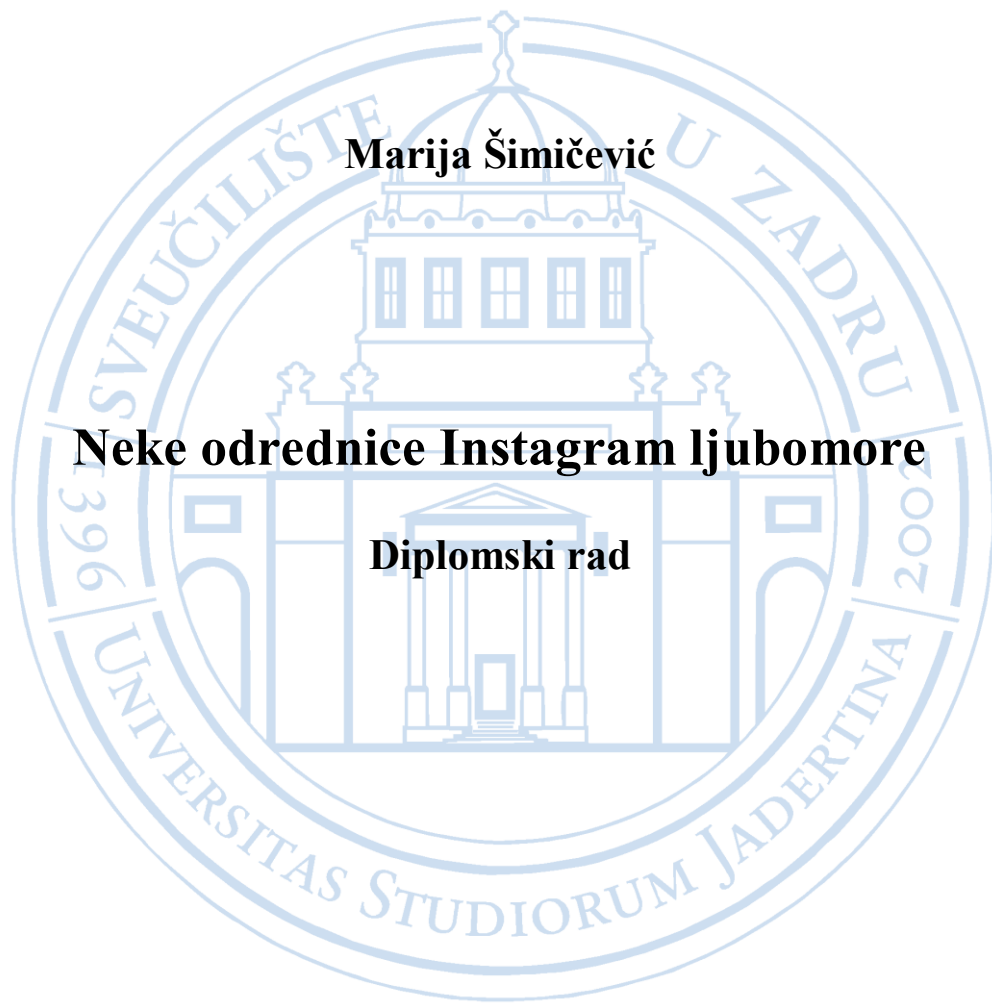 Marija Šimičević
Neke odrednice Instagram ljubomore
Diplomski rad
SVEUČILIŠTE U ZADRU
1396
2002
UNIVERSITAS STUDIORUM JADERTINA